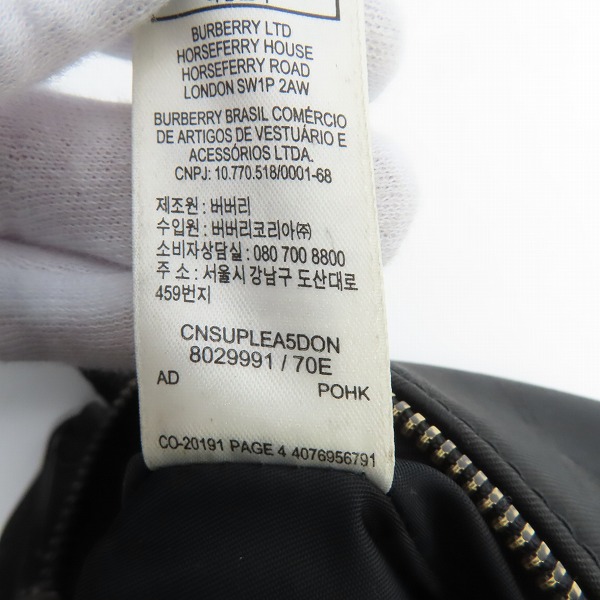 BURBERRY LTD
HORSEFERRY HOUSE
HORSEFERRY ROAD
LONDON SW1P 2AW
BURBERRY BRASIL COMÉRCIO
DE ARTIGOS DE VESTUÁRIO E
ACESSÓRIOS LTDA.
CNPJ: 10.770.518/0001-68
제조원 : 버버리
수입원 : 버버리코리아㈜
소비자상담실 : 080 700 8800
주 소 : 서울시 강남구 도산대로
459번지
CNSUPLEA5DON
8029991 / 70E
AD POHK
CO-20191 PAGE 4 4076956791